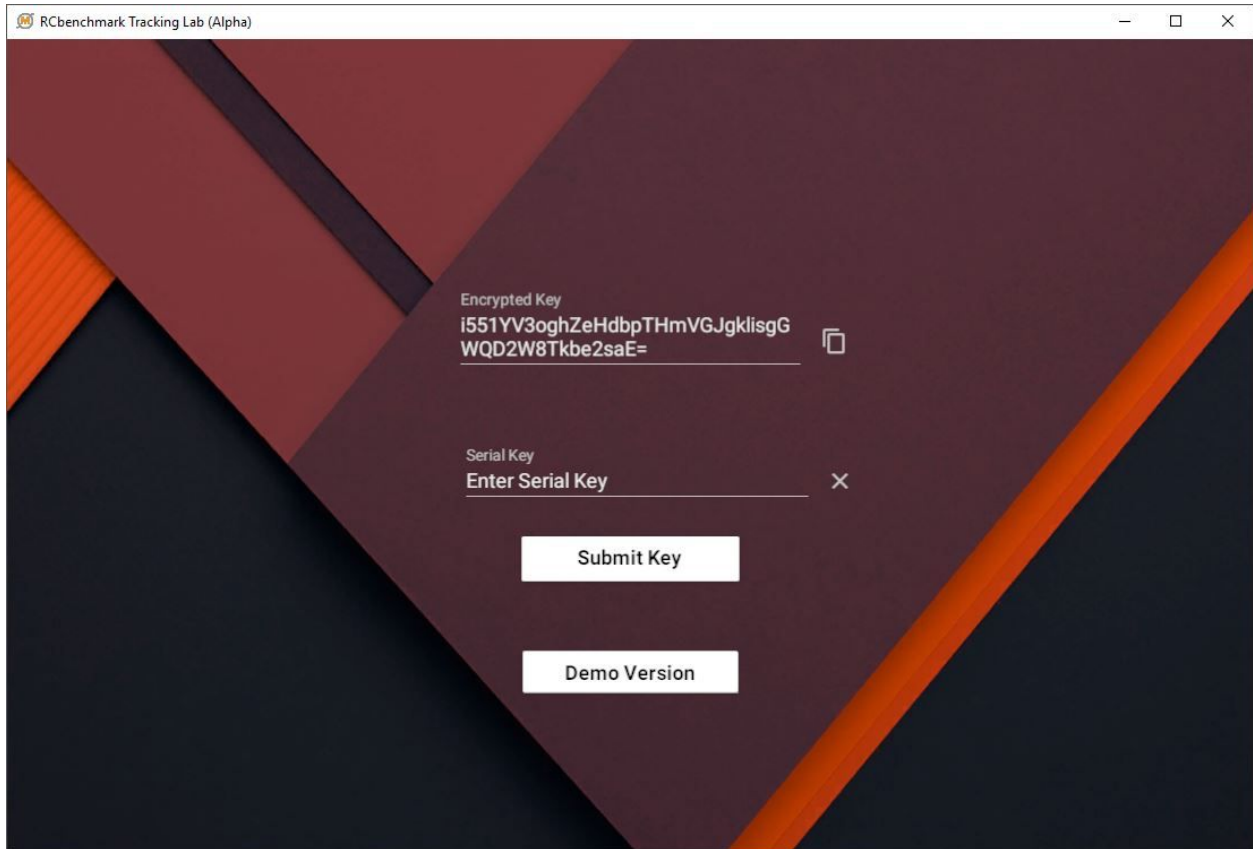 RCbenchmark Tracking Lab (Alpha)
Encrypted Key
i551YV3oghZeHdbpTHmVGJgklisgG
WQD2W8Tkbe2saE=
Serial Key
Enter Serial Key
Submit Key
Demo Version